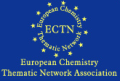 European Chemistry
ECTN
Thematic Network
European Chemistry
Thematic Network Association